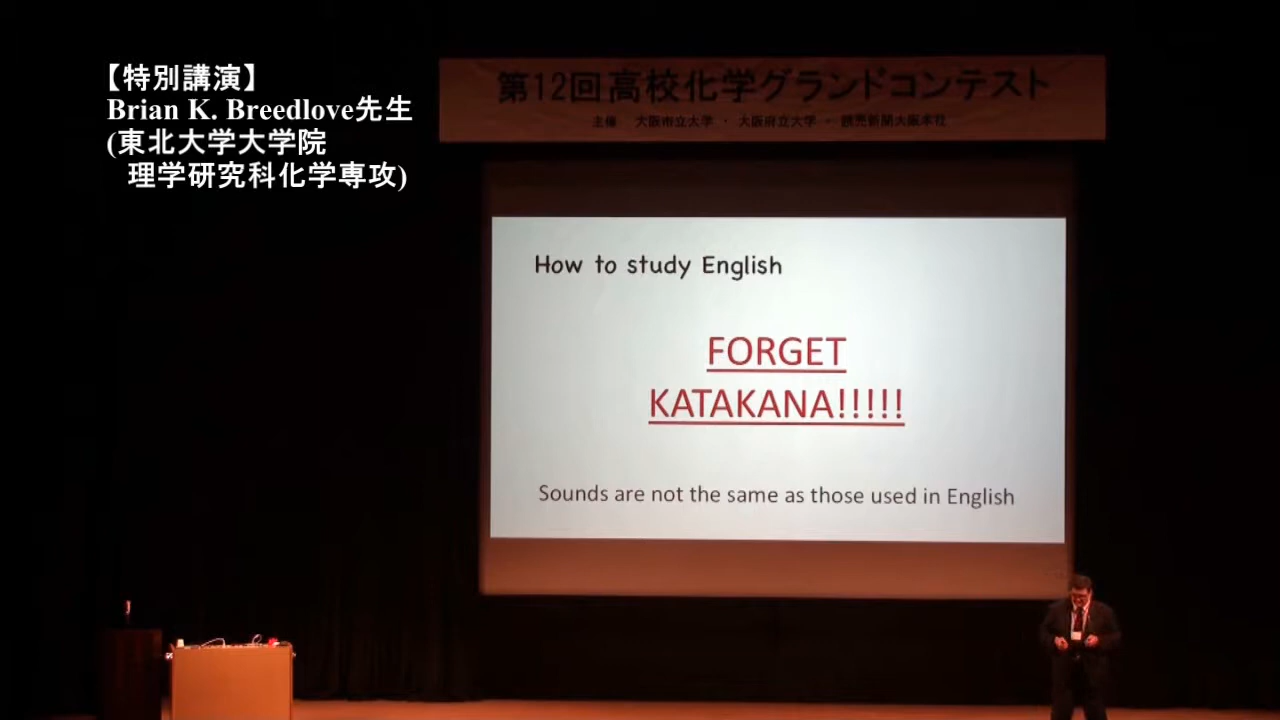 【特別講演】
Brian K. Breedlove先生
(東北大学大学院
理学研究科化学専攻)
第12回高校化学グランドコンテスト
主催 大阪市立大学 ・ 大阪府立大学 ・ 読売新聞大阪本社
How to study English
FORGET
KATAKANA!!!!!
Sounds are not the same as those used in English